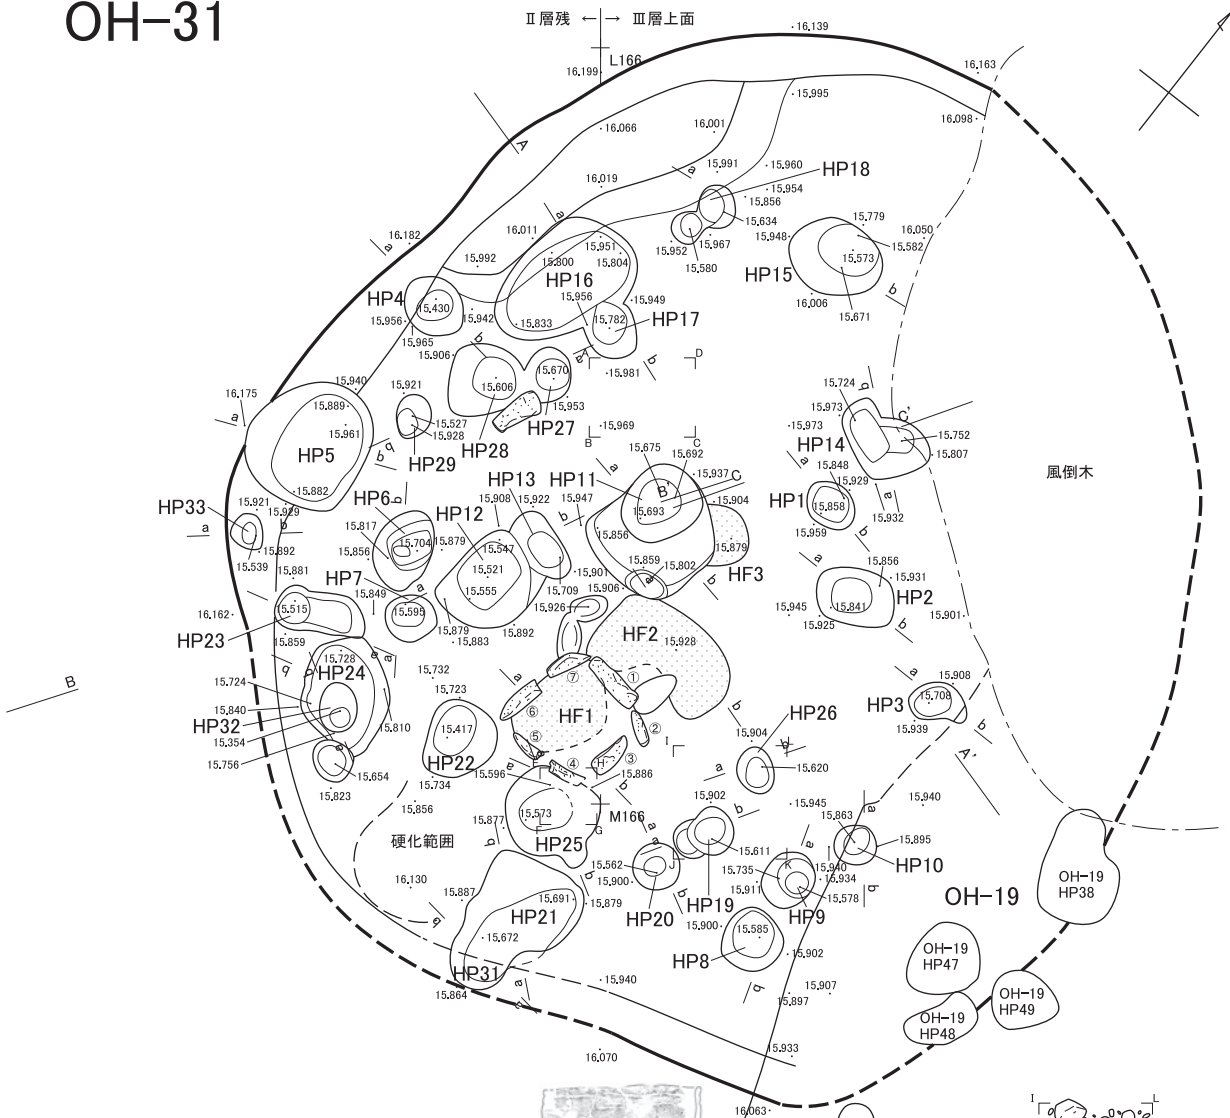 OH-31
Ⅱ層残 ←|→ Ⅲ層上面
16.139
L166
16.199
16.163
15.995
16.098
16.066
16.001
A
15.991
15.960
HP18
a
16.019
15.954
15.856
15.634
15.779
a
16.182
16.011
15.951
15.952
15.967
15.948
16.050
15.582
a
15.992
15.800
15.804
15.580
15.573
HP16
HP15
HP4
15.956
15.949
16.006
b
15.430
15.782
HP17
15.671
15.956
15.942
15.833
15.965
15.906
b
A
D
a
b
15.670
15.981
15.940
15.921
15.606
15.724
b
16.175
15.889
15.953
15.973
C'
a
15.527
HP27
15.969
15.973
15.961
15.928
B
C
HP14
15.752
HP5
b
HP28
15.675
15.692
15.807
b
HP29
a
15.937
C
a
15.848
風倒木
15.882
HP13
HP11
B'
15.929
HP33
15.921
HP6
b
15.908
15.922
15.947
15.904
HP1
a
15.929
HP12
15.693
15.858
15.932
a
b
15.817
b
15.856
15.959
15.704
15.879
15.547
b
15.892
15.856
15.879
a
15.856
15.539
15.521
15.859
15.802
HF3
15.881
HP7
a
15.901
a
15.931
15.849
15.555
15.709
15.906
b
HP2
16.162
15.515
15.595
15.926
15.945
15.841
15.901
HP23
15.879
15.892
HF2
15.925
15.859
15.883
15.928
b
b
b
a
a
15.728
HP24
15.732
a
⑦
①
a
15.908
15.724
15.723
15.708
B
15.840
⑥
HF1
b
HP3
HP32
15.810
15.417
②
HP26
15.939
b
15.354
⑤
15.904
A'
15.756
a
HP22
③
I
b
15.654
a
④
H
a
15.620
15.596
15.886
15.734
b
15.823
15.902
15.945
15.940
15.856
15.573
M166
b
15.863
a
15.877
G
硬化範囲
HP25
a
15.895
b
a
15.611
a
15.562
J
K
15.940
HP10
15.735
15.934
16.130
15.887
b
15.900
15.911
15.578
b
OH-19
OH-19
HP38
15.691
15.879
b
HP19
HP21
HP20
HP9
b
15.900
15.585
OH-19
HP47
15.672
HP8
15.902
HP31
15.940
OH-19
HP49
15.864
a
b
15.907
15.897
OH-19
HP48
15.933
16.070
16.063
I
L